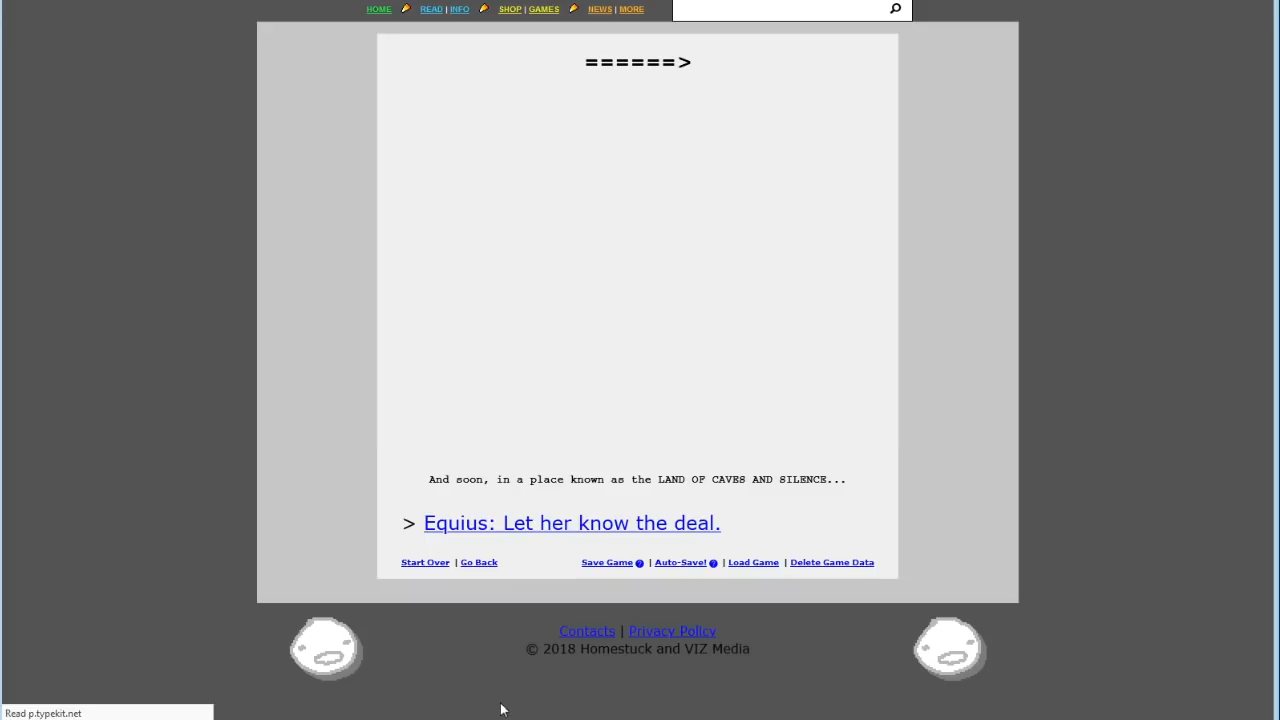 HOME READ | INFO SHOP | GAMES NEWS | MORE
======>
And soon, in a place known as the LAND OF CAVES AND SILENCE...
> Equius: Let her know the deal.
Start Over | Go Back Save Game ? | Auto-Save! ? | Load Game | Delete Game Data
Contacts | Privacy Policy
© 2018 Homestuck and VIZ Media
Read p.typekit.net